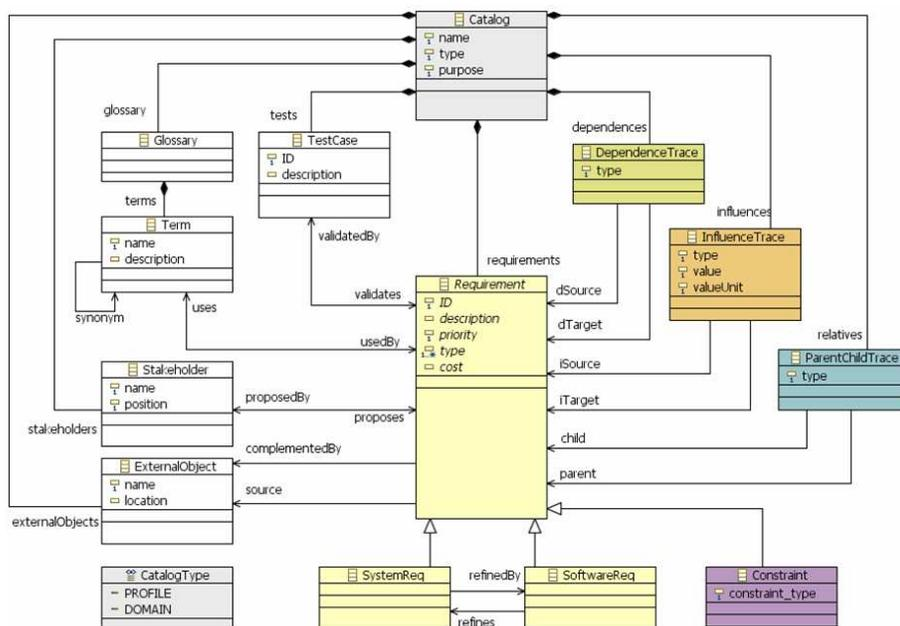 Catalog
name
type
purpose
glossary
Glossary
tests
TestCase
ID
description
dependences
DependenceTrace
type
terms
Term
name
description
synonym
validatedBy
validates
uses
usedBy
requirements
Requirement
ID
description
priority
type
cost
dSource
dTarget
iSource
iTarget
child
parent
influences
InfluenceTrace
type
value
valueUnit
relatives
ParentChildTrace
type
Stakeholder
name
position
stakeholders
proposedBy
proposes
complementedBy
source
ExternalObject
name
location
externalObjects
CatalogType
PROFILE
DOMAIN
SystemReq
refinedBy
refines
SoftwareReq
Constraint
constraint_type